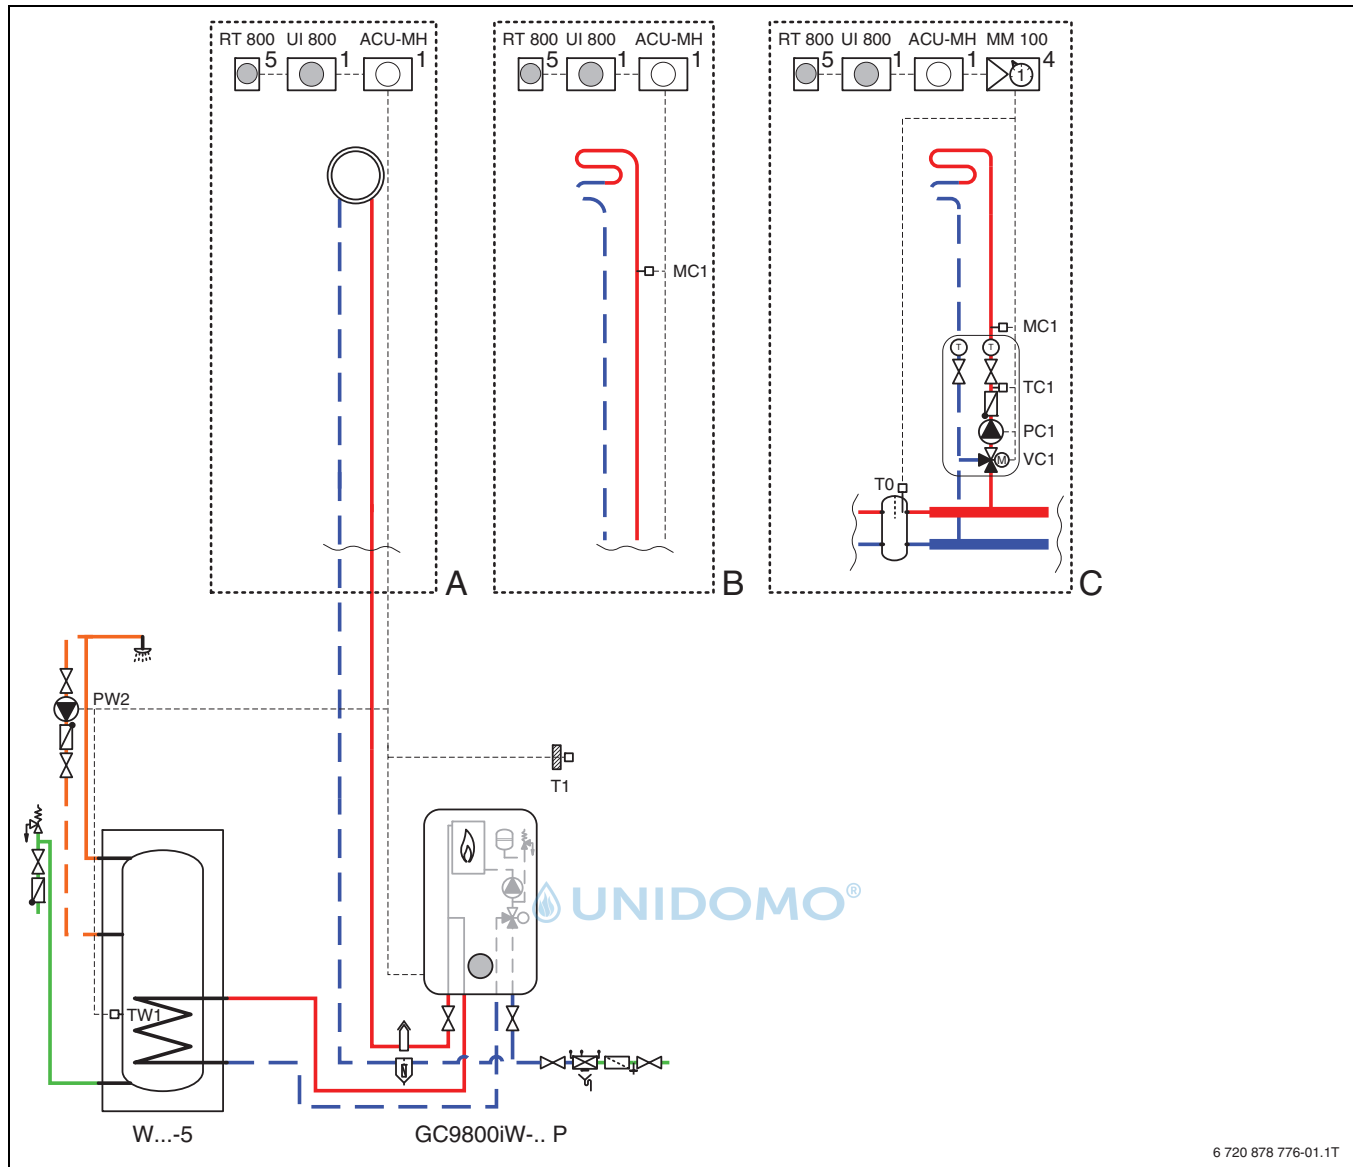 RT 800 UI 800 ACU-MH
5 1 1
RT 800 UI 800 ACU-MH
5 1 1
RT 800 UI 800 ACU-MH MM 100
5 1 1 1 4
MC1
MC1
T T
TC1
PC1
M VC1
T0
A
B
C
PW2
T1
UNIDOMO®
TW1
W...-5
GC9800iW-.. P
6 720 878 776-01.1T